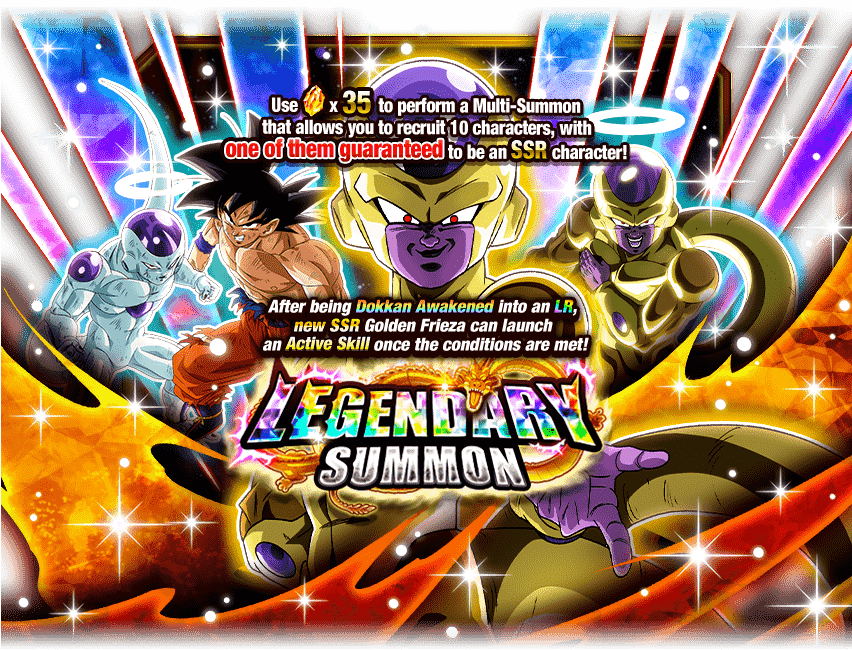 Use x 35 to perform a Multi-Summon
that allows you to recruit 10 characters, with
one of them guaranteed to be an SSR character!
After being Dokkan Awakened into an LR,
new SSR Golden Frieza can launch
an Active Skill once the conditions are met!
LEGENDARY
SUMMON